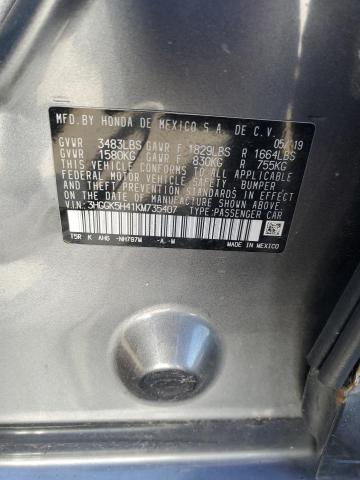 MFD.BY HONDA DE MEXICO S.A. DE C.V.
GVWR 3483LBS GAWR F 1829LBS R 1664LBS
GVWR 1580KG GAWR F 830KG R 755KG
THIS VEHICLE CONFORMS TO ALL APPLICABLE
FEDERAL MOTOR VEHICLE SAFETY, BUMPER
AND THEFT PREVENTION STANDARDS IN EFFECT
ON THE DATE OF MANUFACTURE SHOWN ABOVE.
VIN: 3HGGK5H41KM735407 TYPE:PASSENGER CAR
T5R K AH6 -NH797M -A.-M MADE IN MEXICO